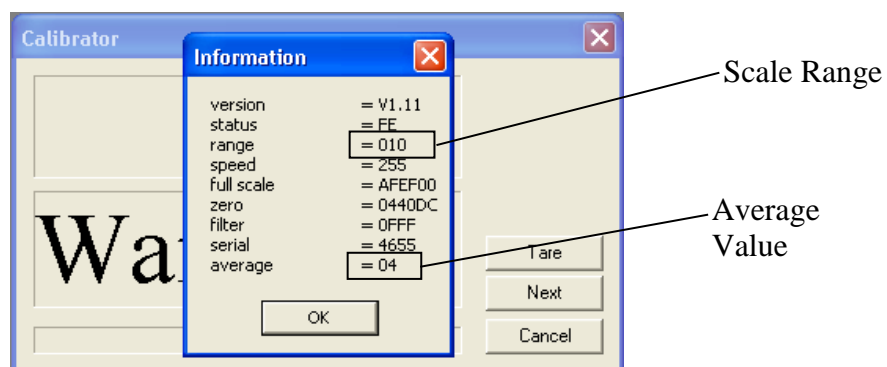 Calibrator
Information
version = V1.11
status = FE
range = 010
speed = 255
full scale = AFEF00
zero = 0440DC
filter = 0FFF
serial = 4655
average = 04
OK
Wa
Tare
Next
Cancel
Scale Range
Average
Value